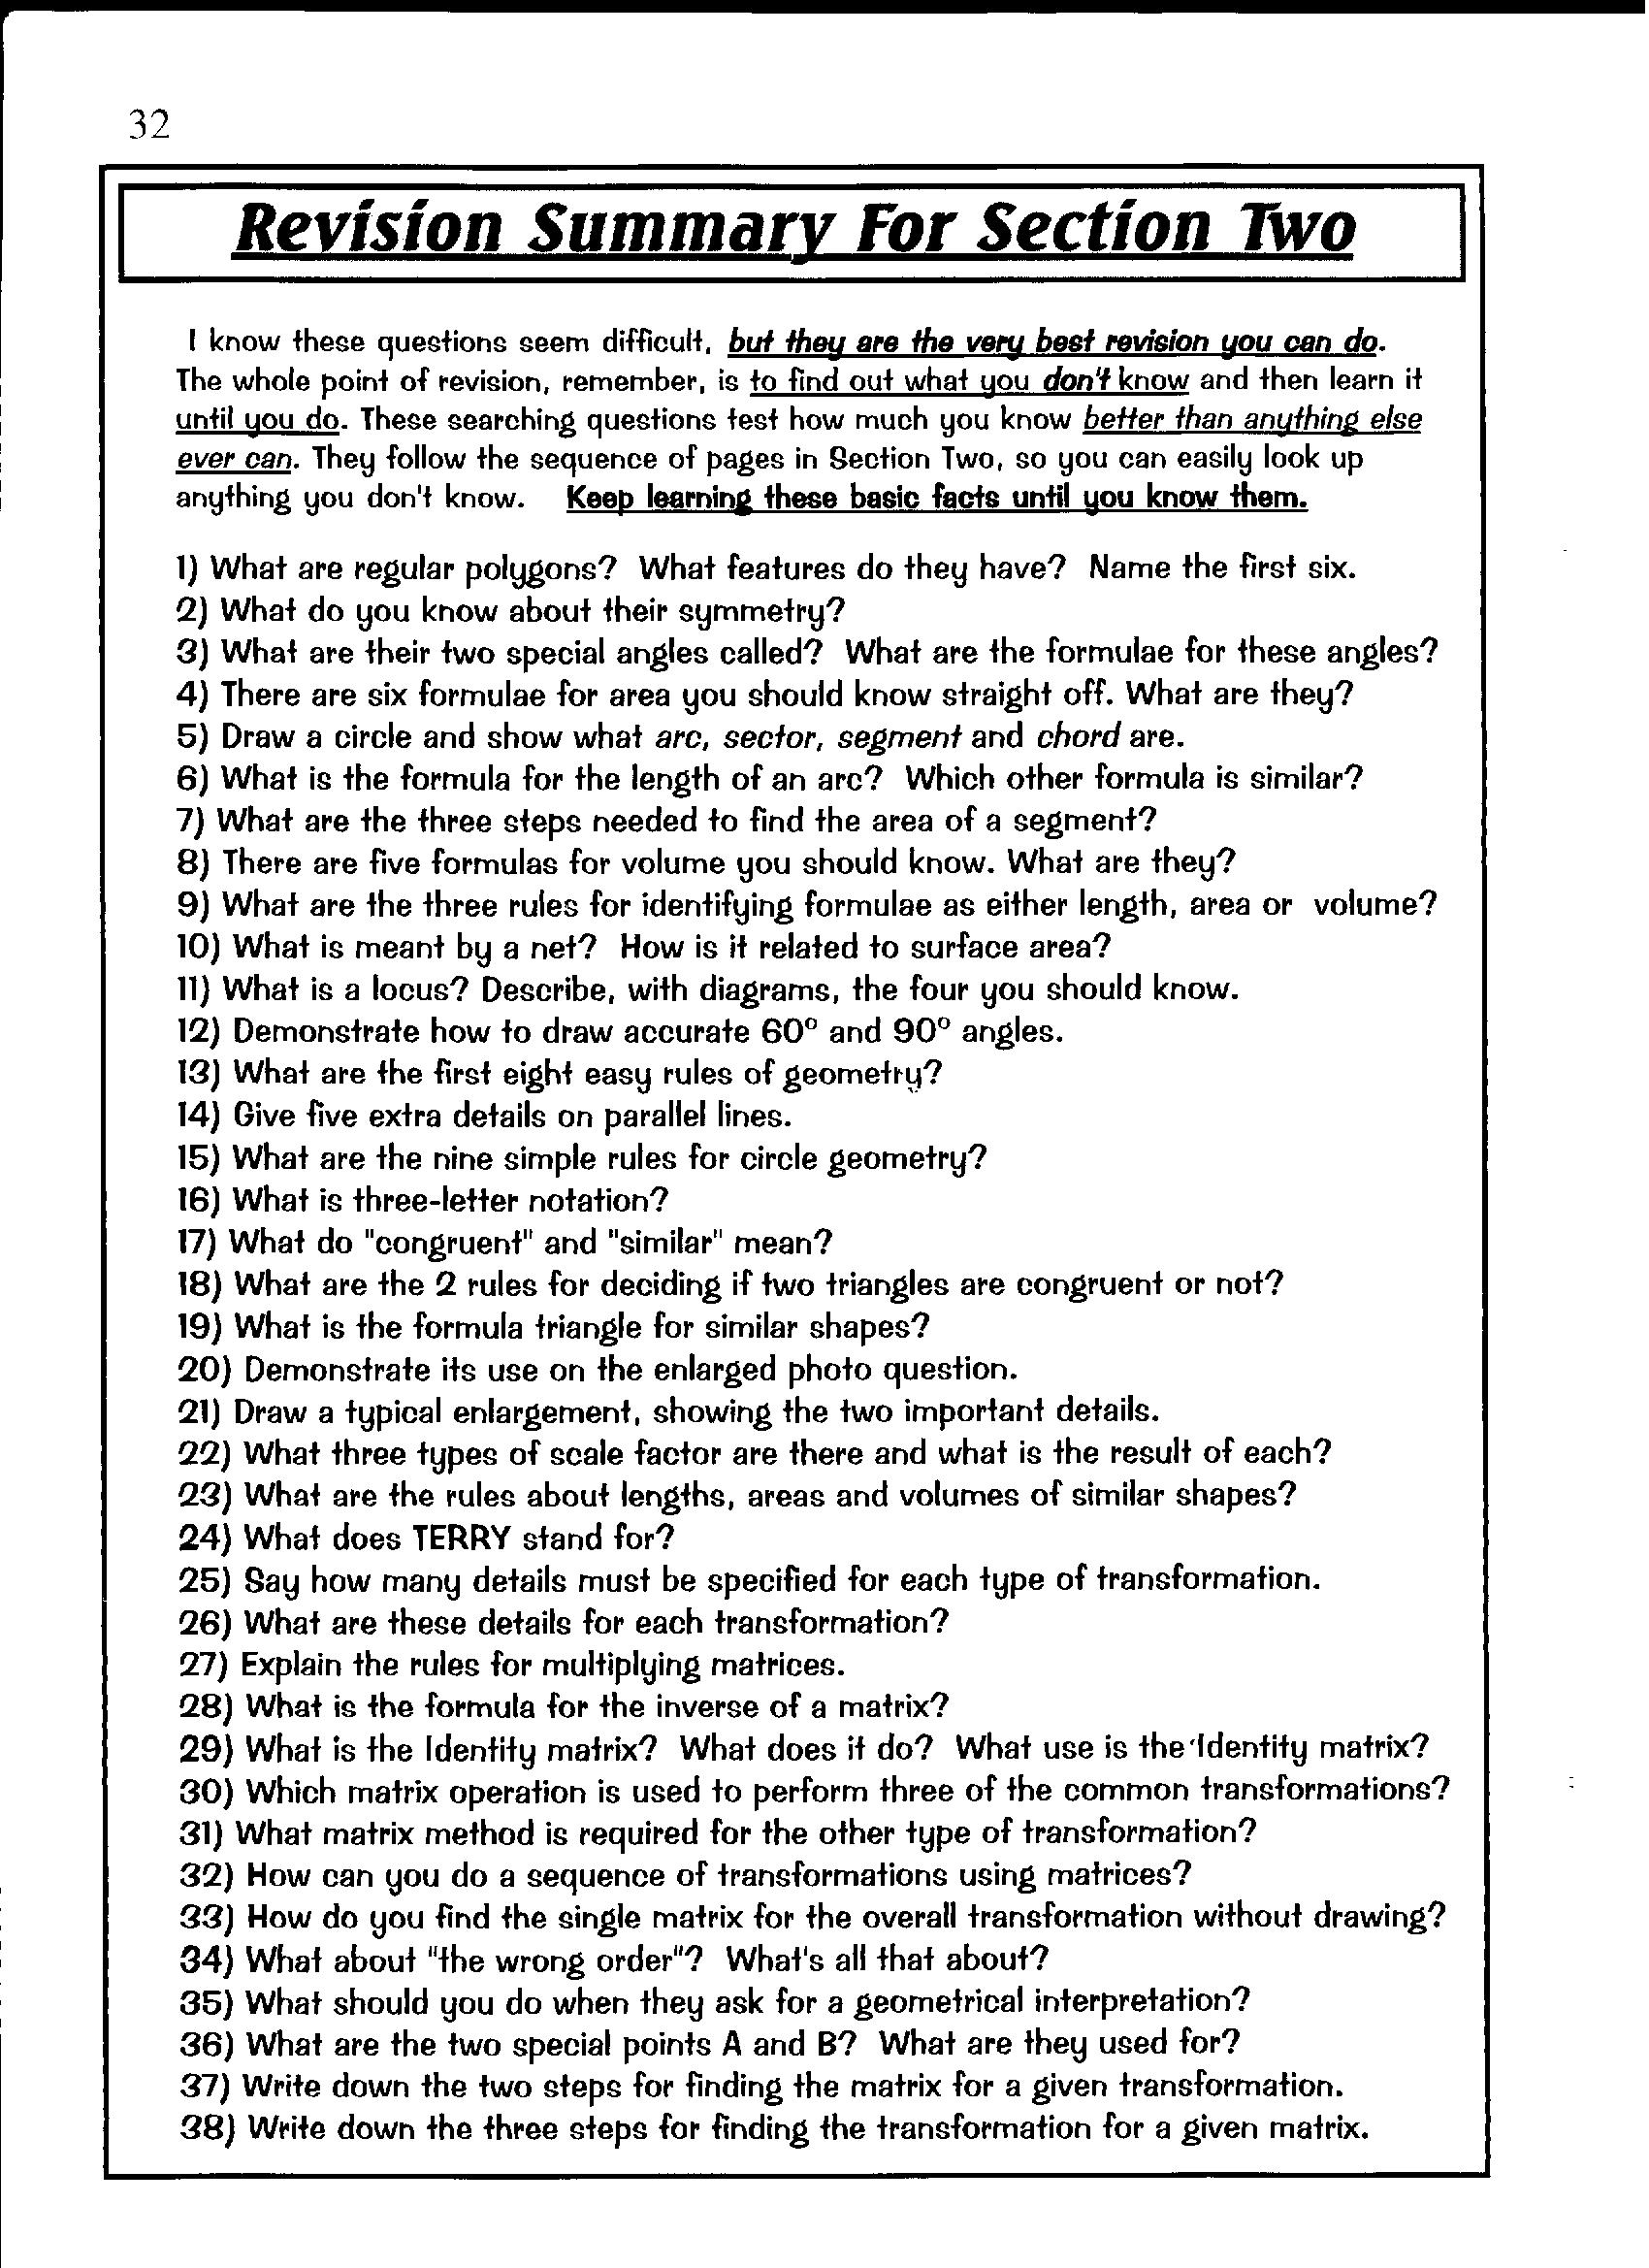 32
Revision Summary For Section Two
I know these questions seem difficult, but they are the very best revision you can do.
The whole point of revision, remember, is to find out what you don't know and then learn it
until you do. These searching questions test how much you know better than anything else
ever can. They follow the sequence of pages in Section Two, so you can easily look up
anything you don't know. Keep learning these basic facts until you know them.
1) What are regular polygons? What features do they have? Name the first six.
2) What do you know about their symmetry?
3) What are their two special angles called? What are the formulae for these angles?
4) There are six formulae for area you should know straight off. What are they?
5) Draw a circle and show what arc, sector, segment and chord are.
6) What is the formula for the length of an arc? Which other formula is similar?
7) What are the three steps needed to find the area of a segment?
8) There are five formulas for volume you should know. What are they?
9) What are the three rules for identifying formulae as either length, area or volume?
10) What is meant by a net? How is it related to surface area?
11) What is a locus? Describe, with diagrams, the four you should know.
12) Demonstrate how to draw accurate 60° and 90° angles.
13) What are the first eight easy rules of geometry?
14) Give five extra details on parallel lines.
15) What are the nine simple rules for circle geometry?
16) What is three-letter notation?
17) What do "congruent" and "similar" mean?
18) What are the 2 rules for deciding if two triangles are congruent or not?
19) What is the formula triangle for similar shapes?
20) Demonstrate its use on the enlarged photo question.
21) Draw a typical enlargement, showing the two important details.
22) What three types of scale factor are there and what is the result of each?
23) What are the rules about lengths, areas and volumes of similar shapes?
24) What does TERRY stand for?
25) Say how many details must be specified for each type of transformation.
26) What are these details for each transformation?
27) Explain the rules for multiplying matrices.
28) What is the formula for the inverse of a matrix?
29) What is the Identity matrix? What does it do? What use is the Identity matrix?
30) Which matrix operation is used to perform three of the common transformations?
31) What matrix method is required for the other type of transformation?
32) How can you do a sequence of transformations using matrices?
33) How do you find the single matrix for the overall transformation without drawing?
34) What about "the wrong order"? What's all that about?
35) What should you do when they ask for a geometrical interpretation?
36) What are the two special points A and B? What are they used for?
37) Write down the two steps for finding the matrix for a given transformation.
38) Write down the three steps for finding the transformation for a given matrix.